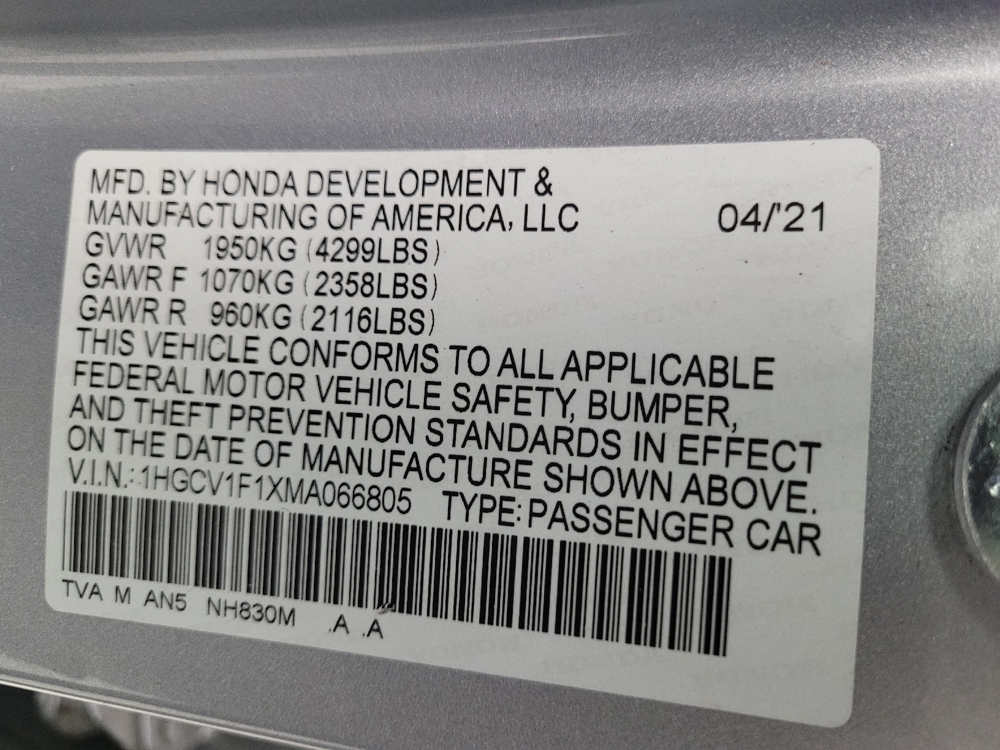 MFD. BY HONDA DEVELOPMENT &
MANUFACTURING OF AMERICA, LLC 04/'21
GVWR 1950KG (4299LBS)
GAWR F 1070KG (2358LBS)
GAWR R 960KG (2116LBS)
THIS VEHICLE CONFORMS TO ALL APPLICABLE
FEDERAL MOTOR VEHICLE SAFETY, BUMPER,
AND THEFT PREVENTION STANDARDS IN EFFECT
ON THE DATE OF MANUFACTURE SHOWN ABOVE.
V.I.N.: 1HGCV1F1XMA066805 TYPE: PASSENGER CAR
TVA M AN5 NH830M .A .A